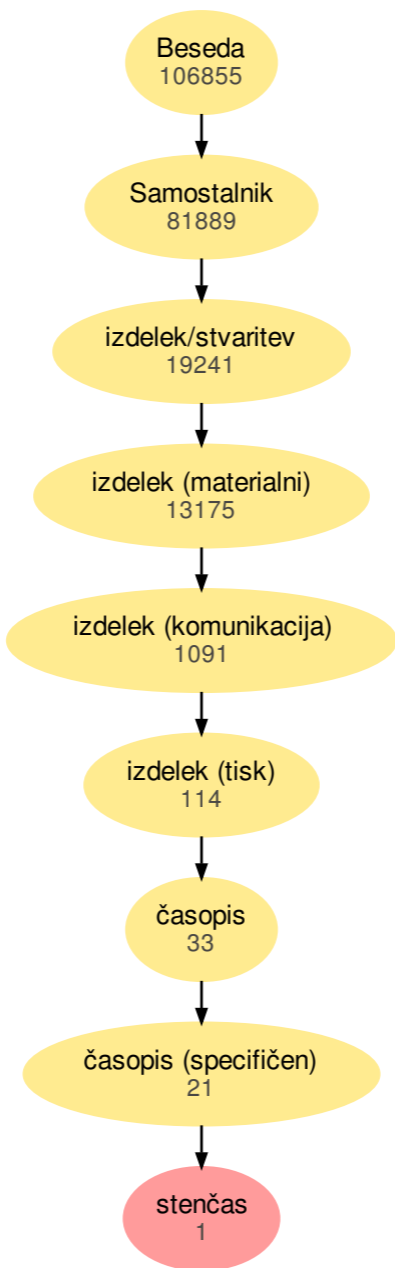 Beseda
106855
Samostalnik
81889
izdelek/stvaritev
19241
izdelek (materialni)
13175
izdelek (komunikacija)
1091
izdelek (tisk)
114
časopis
33
časopis (specifičen)
21
stenčas
1